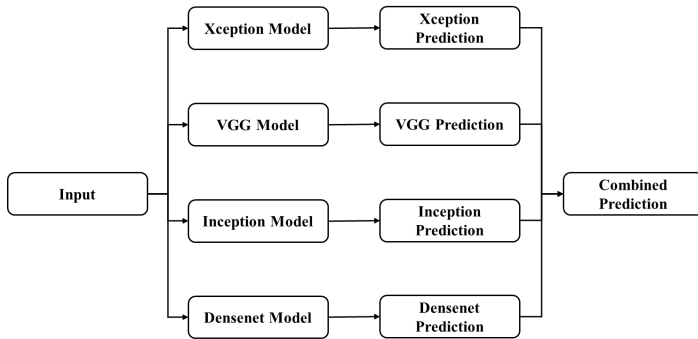 Xception Model
Xception
Prediction
VGG Model
VGG Prediction
Input
Combined
Prediction
Inception Model
Inception
Prediction
Densenet Model
Densenet
Prediction